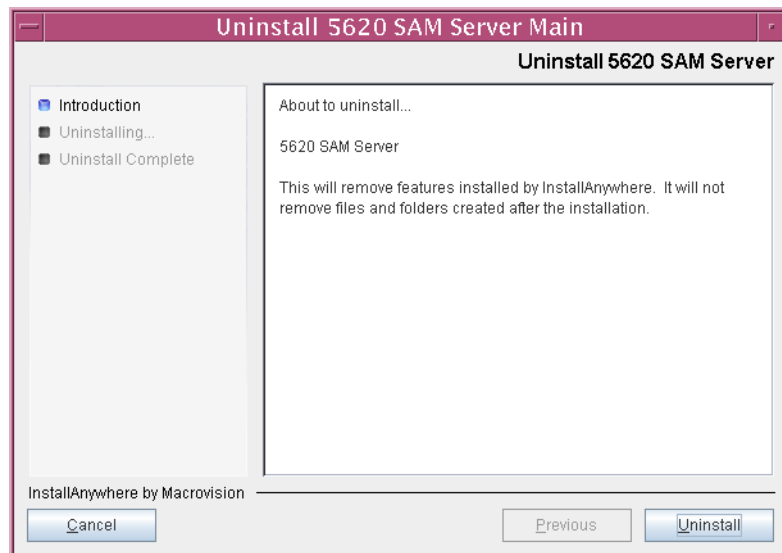 Uninstall 5620 SAM Server Main
Uninstall 5620 SAM Server
Introduction
Uninstalling...
Uninstall Complete
About to uninstall...
5620 SAM Server
This will remove features installed by InstallAnywhere. It will not
remove files and folders created after the installation.
InstallAnywhere by Macrovision
Cancel
Previous
Uninstall